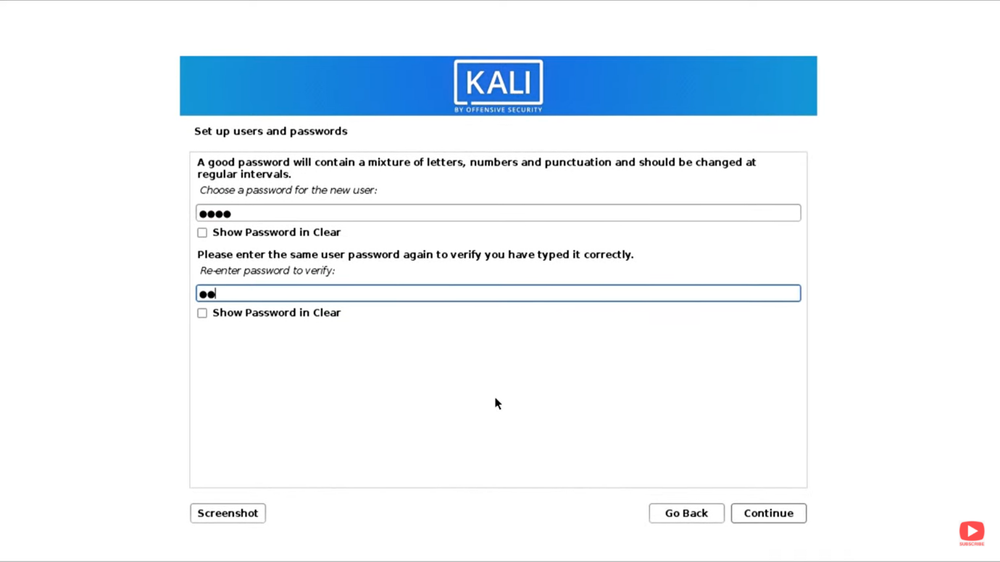 KALI
BY OFFENSIVE SECURITY
Set up users and passwords
A good password will contain a mixture of letters, numbers and punctuation and should be changed at
regular intervals.
Choose a password for the new user:
●●●●
Show Password in Clear
Please enter the same user password again to verify you have typed it correctly.
Re-enter password to verify:
●●
Show Password in Clear
Screenshot
Go Back
Continue
SUBSCRIBE